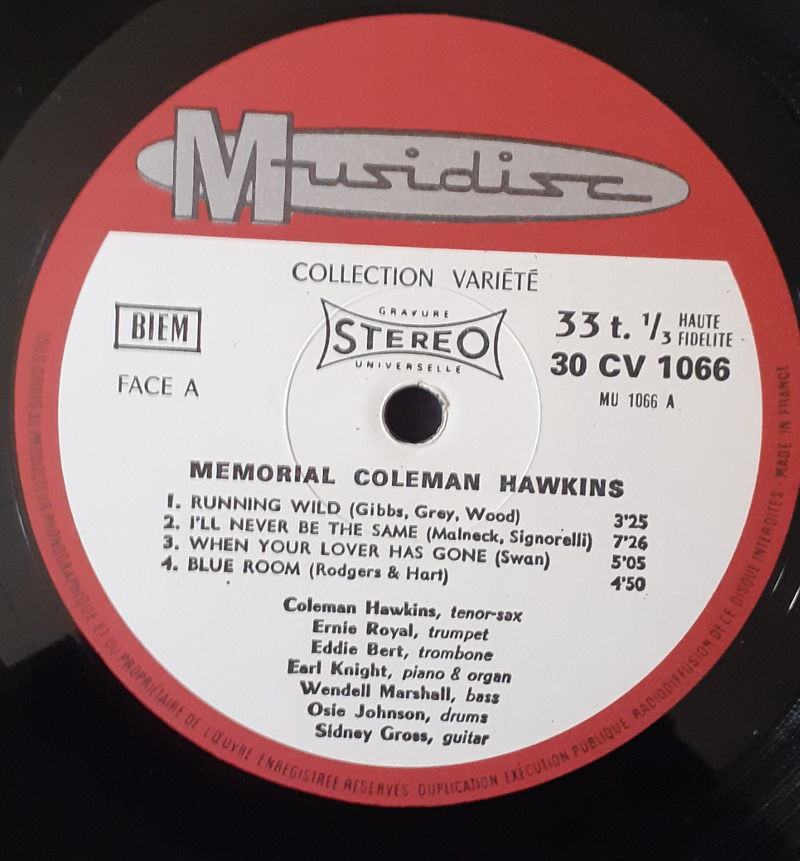 Musidisc
COLLECTION VARIÉTÉ
BIEM
GRAVURE
STEREO
UNIVERSELLE
33 t. 1/3 HAUTE FIDELITE
30 CV 1066
FACE A
MU 1066 A
MEMORIAL COLEMAN HAWKINS
1. RUNNING WILD (Gibbs, Grey, Wood) 3'25
2. I'LL NEVER BE THE SAME (Malneck, Signorelli) 7'26
3. WHEN YOUR LOVER HAS GONE (Swan) 5'05
4. BLUE ROOM (Rodgers & Hart) 4'50
Coleman Hawkins, tenor-sax
Ernie Royal, trumpet
Eddie Bert, trombone
Earl Knight, piano & organ
Wendell Marshall, bass
Osie Johnson, drums
Sidney Gross, guitar
TOUS DROITS DU PRODUCTEUR PHONOGRAPHIQUE ET DU PROPRIÉTAIRE DE L'ŒUVRE ENREGISTREE RESERVES. DUPLICATION EXÉCUTION PUBLIQUE RADIODIFFUSION DE CE DISQUE INTERDITES · MADE IN FRANCE